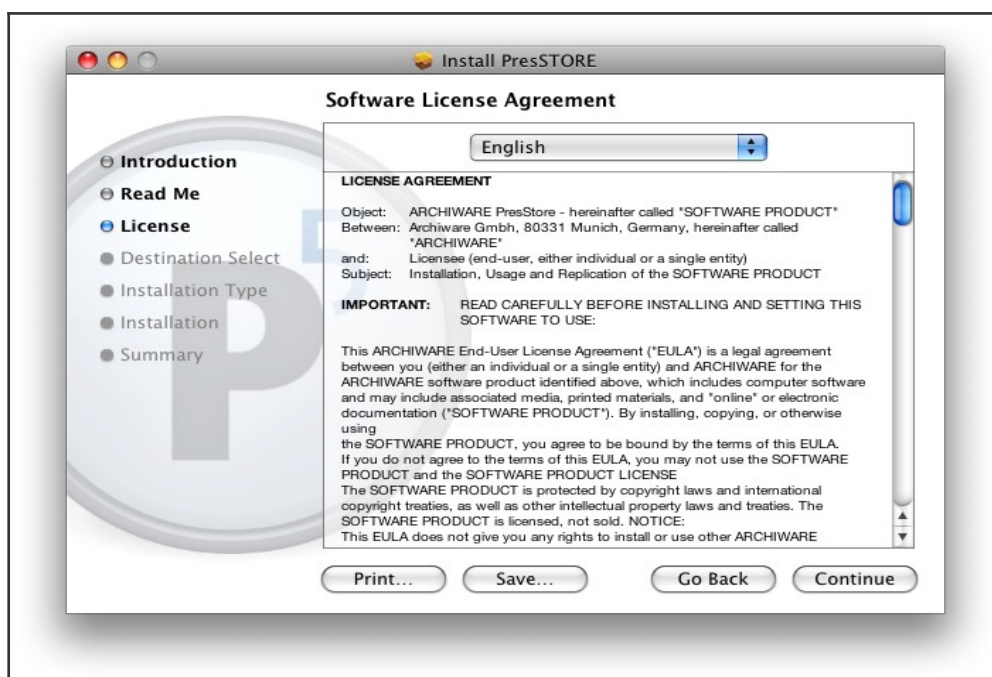 Install PresSTORE
Software License Agreement
Introduction
Read Me
License
Destination Select
Installation Type
Installation
Summary
English
LICENSE AGREEMENT
Object: ARCHIWARE PresStore - hereinafter called "SOFTWARE PRODUCT"
Between: Archiware Gmbh, 80331 Munich, Germany, hereinafter called
"ARCHIWARE"
and: Licensee (end-user, either individual or a single entity)
Subject: Installation, Usage and Replication of the SOFTWARE PRODUCT
IMPORTANT: READ CAREFULLY BEFORE INSTALLING AND SETTING THIS
SOFTWARE TO USE:
This ARCHIWARE End-User License Agreement ("EULA") is a legal agreement
between you (either an individual or a single entity) and ARCHIWARE for the
ARCHIWARE software product identified above, which includes computer software
and may include associated media, printed materials, and "online" or electronic
documentation ("SOFTWARE PRODUCT"). By installing, copying, or otherwise
using
the SOFTWARE PRODUCT, you agree to be bound by the terms of this EULA.
If you do not agree to the terms of this EULA, you may not use the SOFTWARE
PRODUCT and the SOFTWARE PRODUCT LICENSE
The SOFTWARE PRODUCT is protected by copyright laws and international
copyright treaties, as well as other intellectual property laws and treaties. The
SOFTWARE PRODUCT is licensed, not sold. NOTICE:
This EULA does not give you any rights to install or use other ARCHIWARE
Print...
Save...
Go Back
Continue